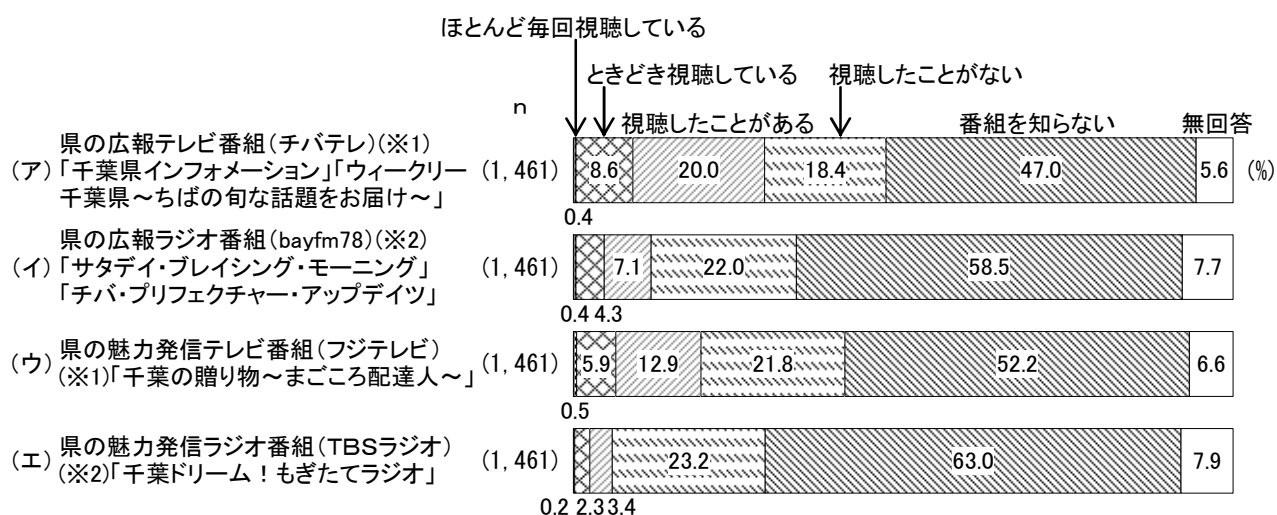 ほとんど毎回視聴している
ときどき視聴している 視聴したことがない
n
視聴したことがある 番組を知らない 無回答
県の広報テレビ番組(チバテレ)(※1)
(ア)「千葉県インフォメーション」「ウィークリー (1,461) 8.6 20.0 18.4 47.0 5.6 (%)
千葉県～ちばの旬な話題をお届け～」
0.4
県の広報ラジオ番組(bayfm78)(※2)
(イ)「サタデイ・ブレイシング・モーニング」 (1,461) 7.1 22.0 58.5 7.7
「チバ・プリフェクチャー・アップデイツ」
0.4 4.3
(ウ) 県の魅力発信テレビ番組(フジテレビ) (1,461) 5.9 12.9 21.8 52.2 6.6
(※1)「千葉の贈り物～まごころ配達人～」
0.5
(エ) 県の魅力発信ラジオ番組(TBSラジオ) (1,461) 23.2 63.0 7.9
(※2)「千葉ドリーム!もぎたてラジオ」
0.2 2.3 3.4